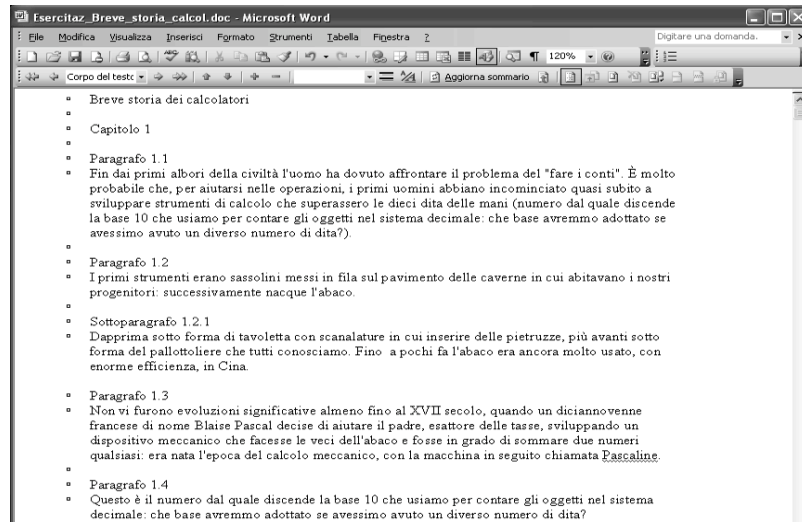 Esercitaz_Breve_storia_calcol.doc - Microsoft Word
File Modifica Visualizza Inserisci Formato Strumenti Tabella Finestra ? Digitare una domanda.
120%
Corpo del testc Aggiorna sommario
Breve storia dei calcolatori
Capitolo 1
Paragrafo 1.1
Fin dai primi albori della civiltà l'uomo ha dovuto affrontare il problema del "fare i conti". È molto
probabile che, per aiutarsi nelle operazioni, i primi uomini abbiano incominciato quasi subito a
sviluppare strumenti di calcolo che superassero le dieci dita delle mani (numero dal quale discende
la base 10 che usiamo per contare gli oggetti nel sistema decimale: che base avremmo adottato se
avessimo avuto un diverso numero di dita?).
Paragrafo 1.2
I primi strumenti erano sassolini messi in fila sul pavimento delle caverne in cui abitavano i nostri
progenitori: successivamente nacque l'abaco.
Sottoparagrafo 1.2.1
Dapprima sotto forma di tavoletta con scanalature in cui inserire delle pietruzze, più avanti sotto
forma del pallottoliere che tutti conosciamo. Fino  a pochi fa l'abaco era ancora molto usato, con
enorme efficienza, in Cina.
Paragrafo 1.3
Non vi furono evoluzioni significative almeno fino al XVII secolo, quando un diciannovenne
francese di nome Blaise Pascal decise di aiutare il padre, esattore delle tasse, sviluppando un
dispositivo meccanico che facesse le veci dell'abaco e fosse in grado di sommare due numeri
qualsiasi: era nata l'epoca del calcolo meccanico, con la macchina in seguito chiamata Pascaline.
Paragrafo 1.4
Questo è il numero dal quale discende la base 10 che usiamo per contare gli oggetti nel sistema
decimale: che base avremmo adottato se avessimo avuto un diverso numero di dita?